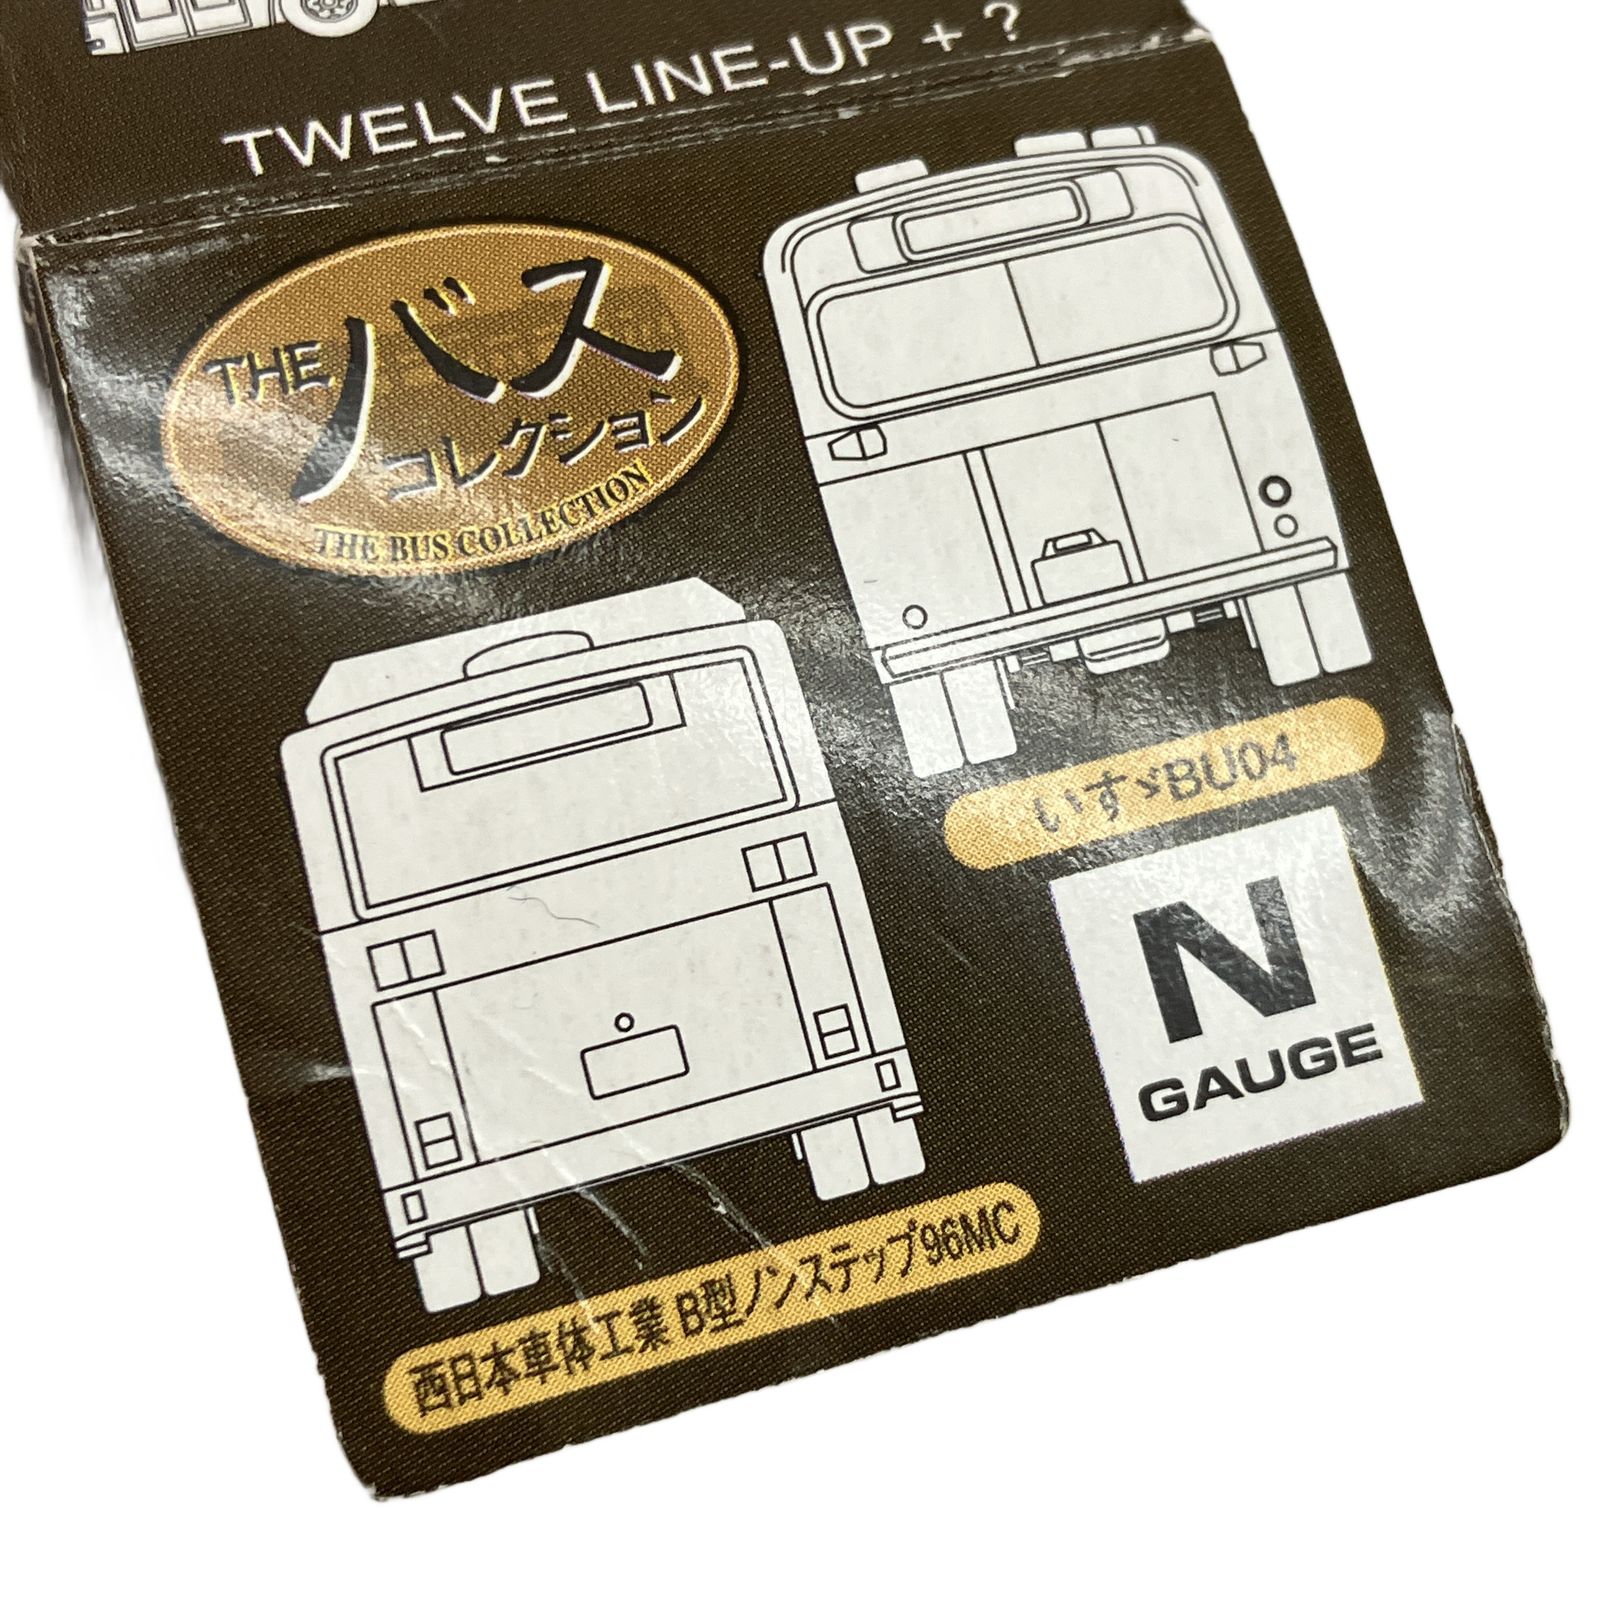 TWELVE LINE-UP + ?
THE バス
コレクション
THE BUS COLLECTION
いすゞBU04
N
GAUGE
西日本車体工業 B型ノンステップ96MC